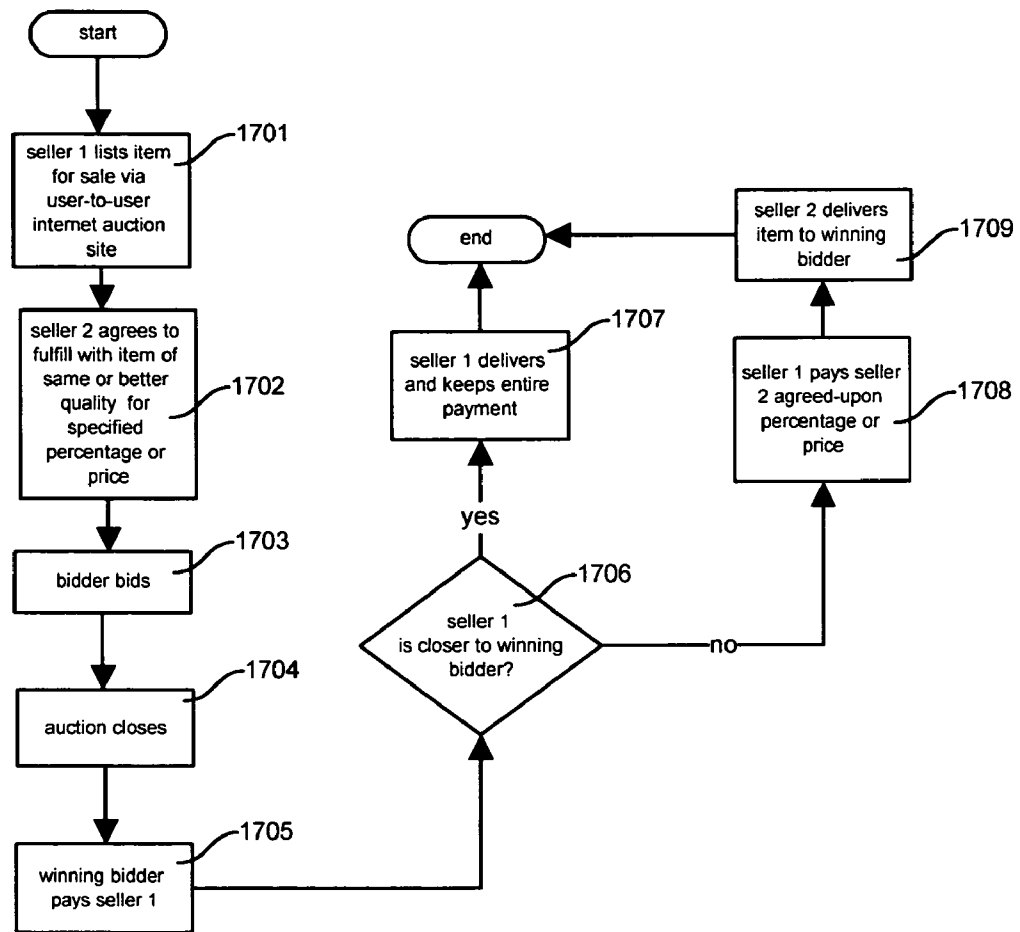 start
1701
seller 1 lists item
for sale via
user-to-user
internet auction
site
seller 2 agrees to
fulfill with item of
same or better
quality for
specified
percentage or
price
1702
1703
bidder bids
1704
auction closes
1705
winning bidder
pays seller 1
1706
seller 1
is closer to winning
bidder?
yes
no
1707
seller 1 delivers
and keeps entire
payment
end
1708
seller 1 pays seller
2 agreed-upon
percentage or
price
seller 2 delivers
item to winning
bidder
1709